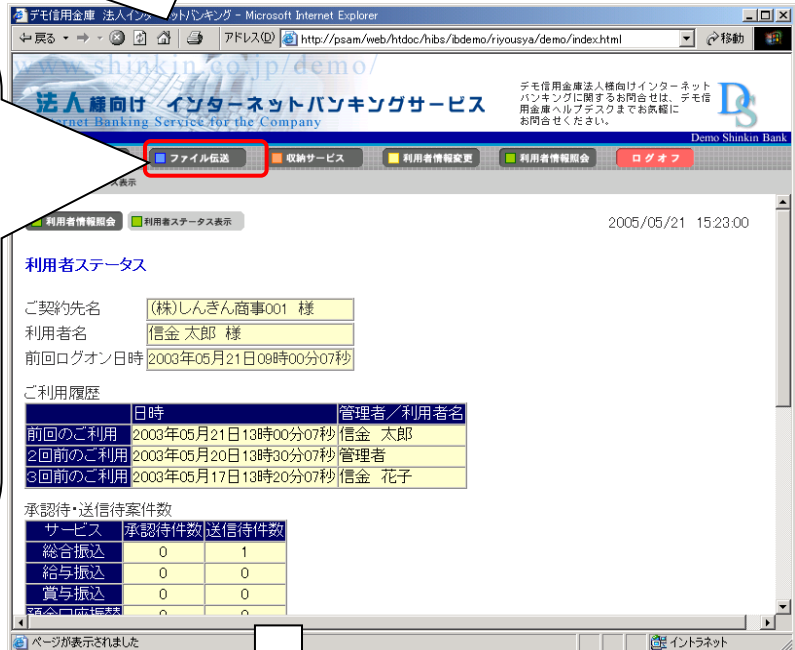 デモ信用金庫 法人インターネットバンキング - Microsoft Internet Explorer
戻る アドレス(D) http://psam/web/htdoc/hibs/ibdemo/riyousya/demo/index.html 移動
www.shinkin.co.jp/demo/
法人様向け インターネットバンキングサービス
Internet Banking Service for the Company
デモ信用金庫法人様向けインターネット
バンキングに関するお問合せは、デモ信
用金庫ヘルプデスクまでお気軽に
お問合せください。
Demo Shinkin Bank
ファイル伝送 収納サービス 利用者情報変更 利用者情報照会 ログオフ
ス表示
利用者情報照会 利用者ステータス表示 2005/05/21 15:23:00
利用者ステータス
ご契約先名 (株)しんきん商事001 様
利用者名 信金 太郎 様
前回ログオン日時 2003年05月21日09時00分07秒
ご利用履歴
日時 管理者／利用者名
前回のご利用 2003年05月21日13時00分07秒 信金 太郎
2回前のご利用 2003年05月20日13時30分07秒 管理者
3回前のご利用 2003年05月17日13時20分07秒 信金 花子
承認待・送信待案件数
サービス 承認待件数 送信待件数
総合振込 0 1
給与振込 0 0
賞与振込 0 0
預金口座振替 0 0
ページが表示されました イントラネット